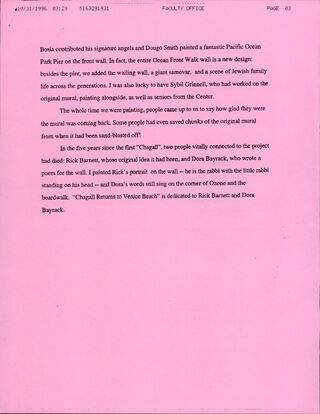 10/31/1996 03:29 5163291931 FACULTY OFFICE PAGE 03
Bosia contributed his signature angels and Dougo Smith painted a fantastic Pacific Ocean
Park Pier on the front wall. In fact, the entire Ocean Front Walk wall is a new design:
besides the pier, we added the wailing wall, a giant samovar, and a scene of Jewish family
life across the generations. I was also lucky to have Sybil Grinnell, who had worked on the
original mural, painting alongside, as well as seniors from the Center.
The whole time we were painting, people came up to us to say how glad they were
the mural was coming back. Some people had even saved chunks of the original mural
from when it had been sand-blasted off!
In the five years since the first "Chagall", two people vitally connected to the project
had died: Rick Barnett, whose original idea it had been, and Dora Bayrack, who wrote a
poem for the wall. I painted Rick's portrait on the wall -- he is the rabbi with the little rabbi
standing on his head -- and Dora's words still sing on the corner of Ozone and the
boardwalk. "Chagall Returns to Venice Beach" is dedicated to Rick Barnett and Dora
Bayrack.